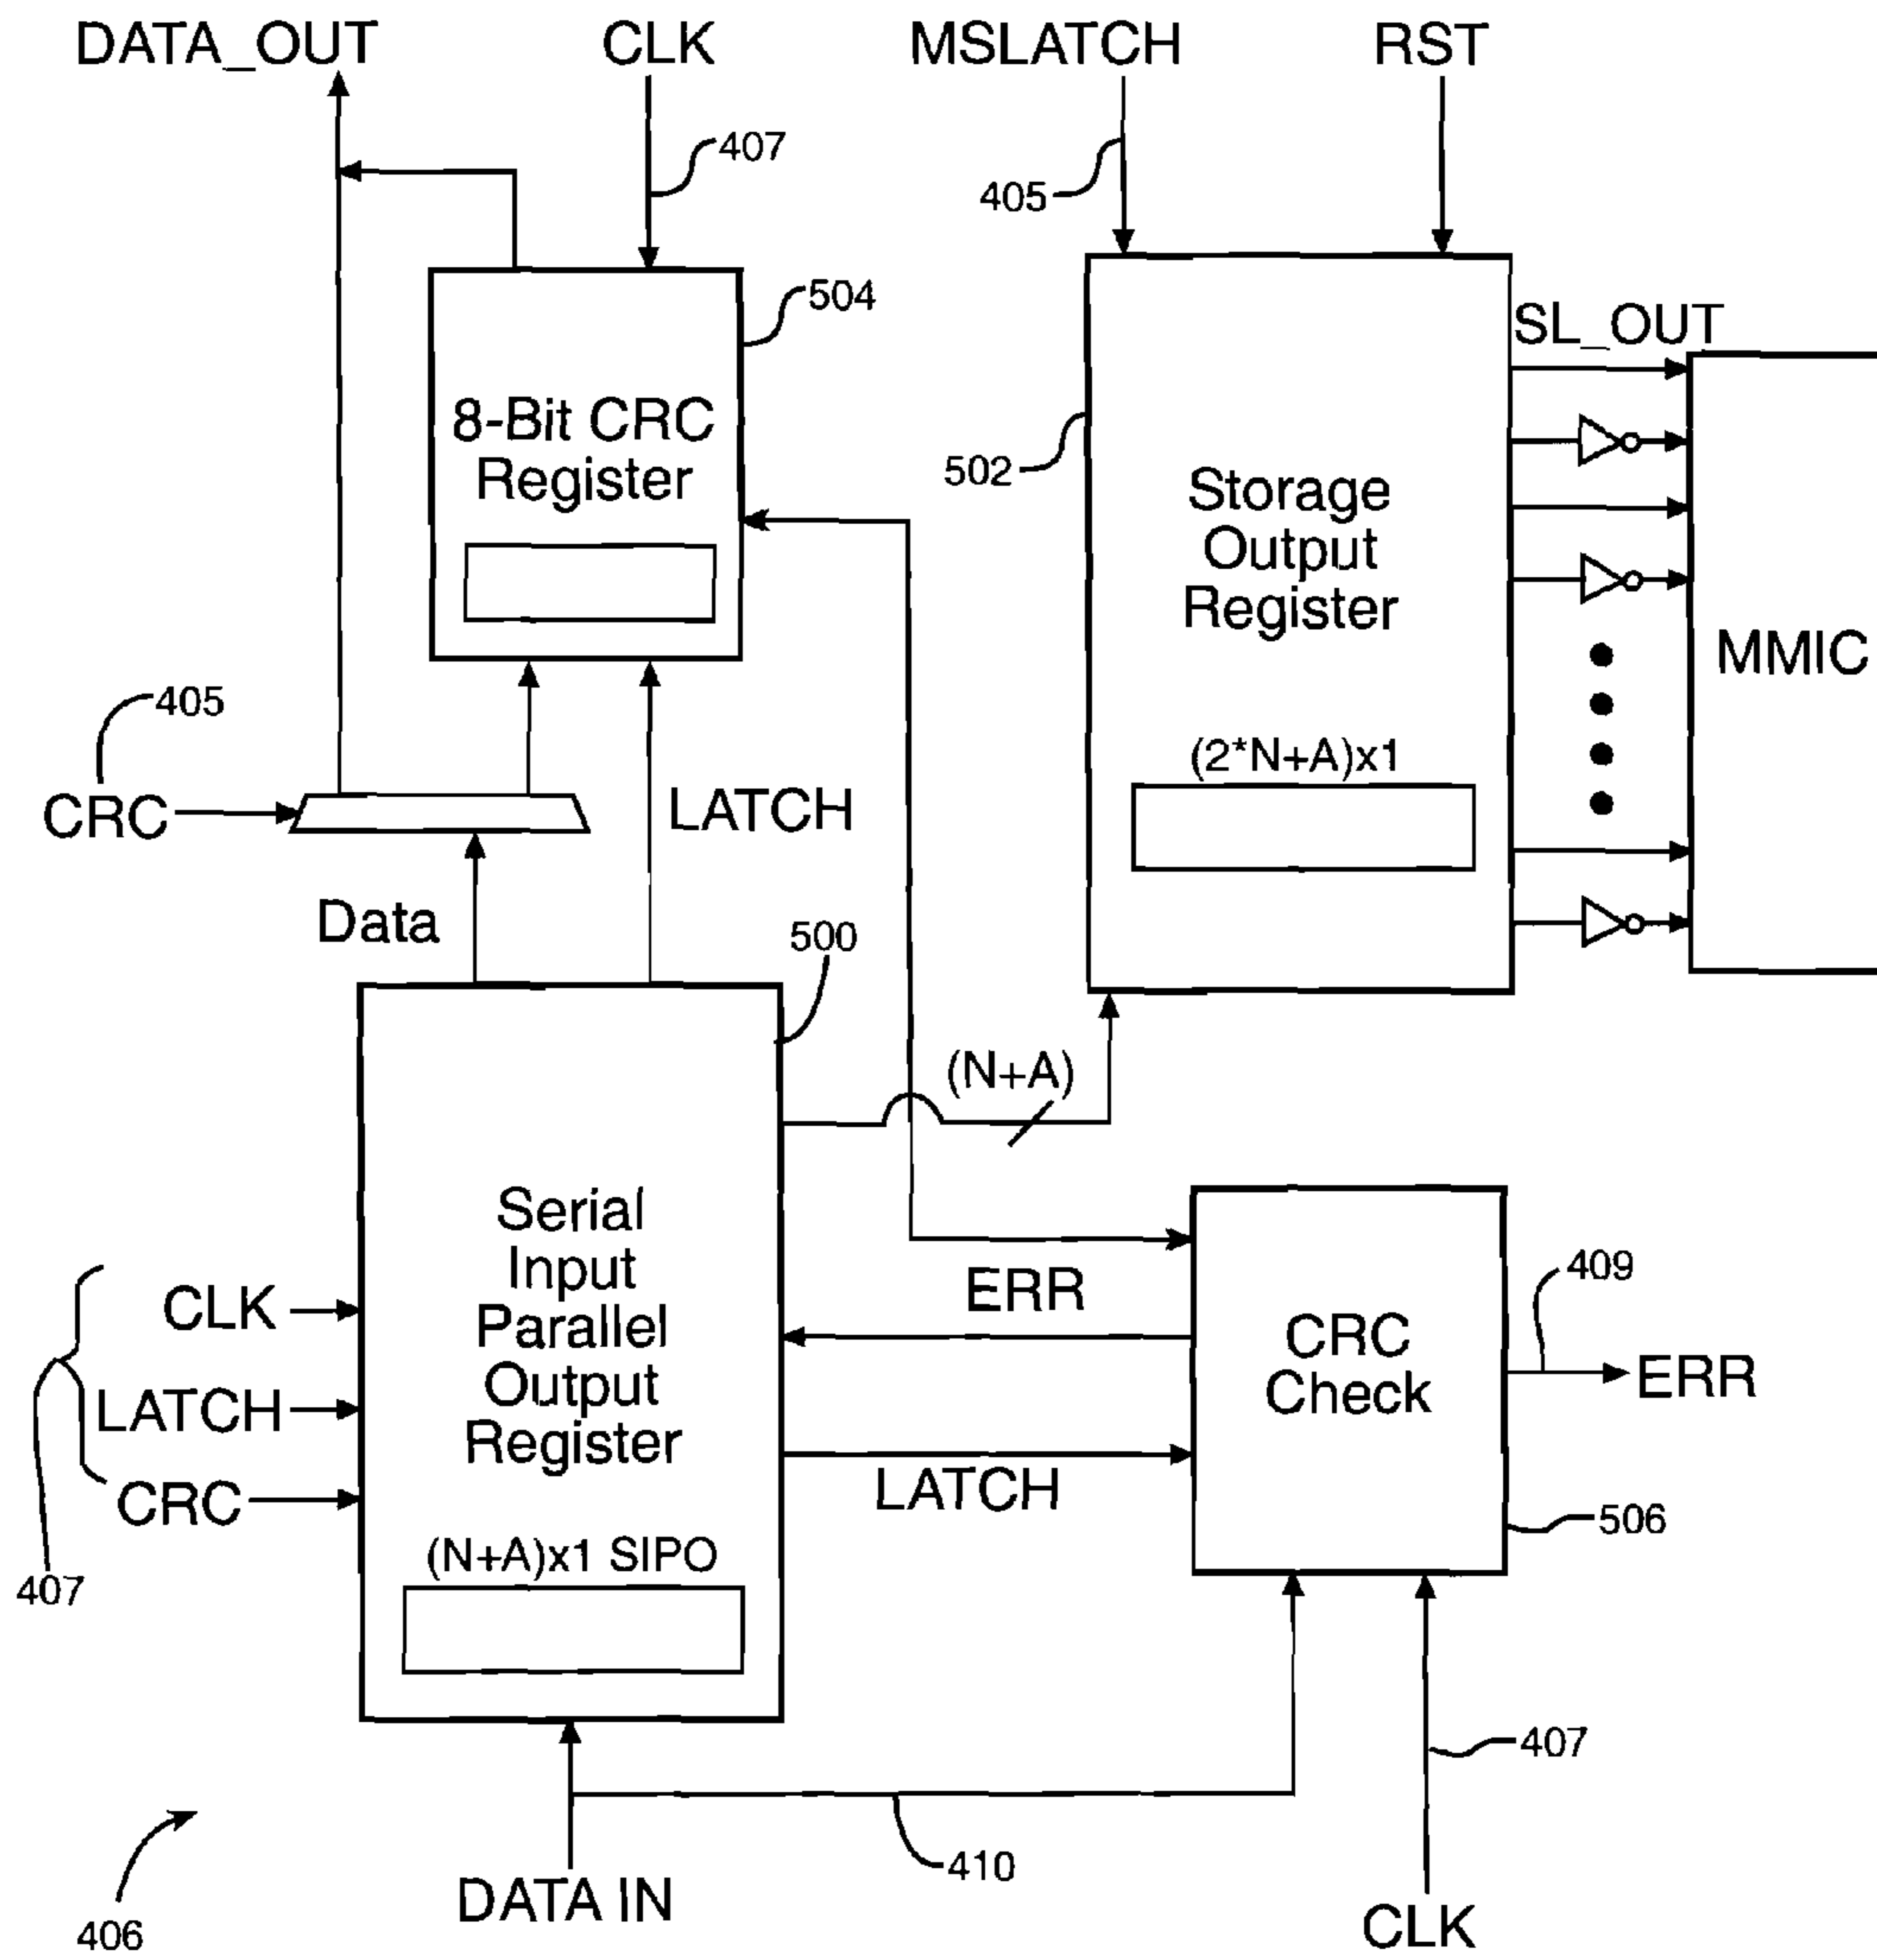 DATA_OUT
CLK
MSLATCH
RST
407
405
504
SL_OUT
8-Bit CRC
Register
502
Storage
Output
Register
MMIC
405
CRC
LATCH
(2*N+A)x1
Data
500
(N+A)
Serial
Input
Parallel
Output
Register
CLK
LATCH
CRC
407
(N+A)x1 SIPO
ERR
LATCH
CRC
Check
409
ERR
506
407
410
406
DATA IN
CLK